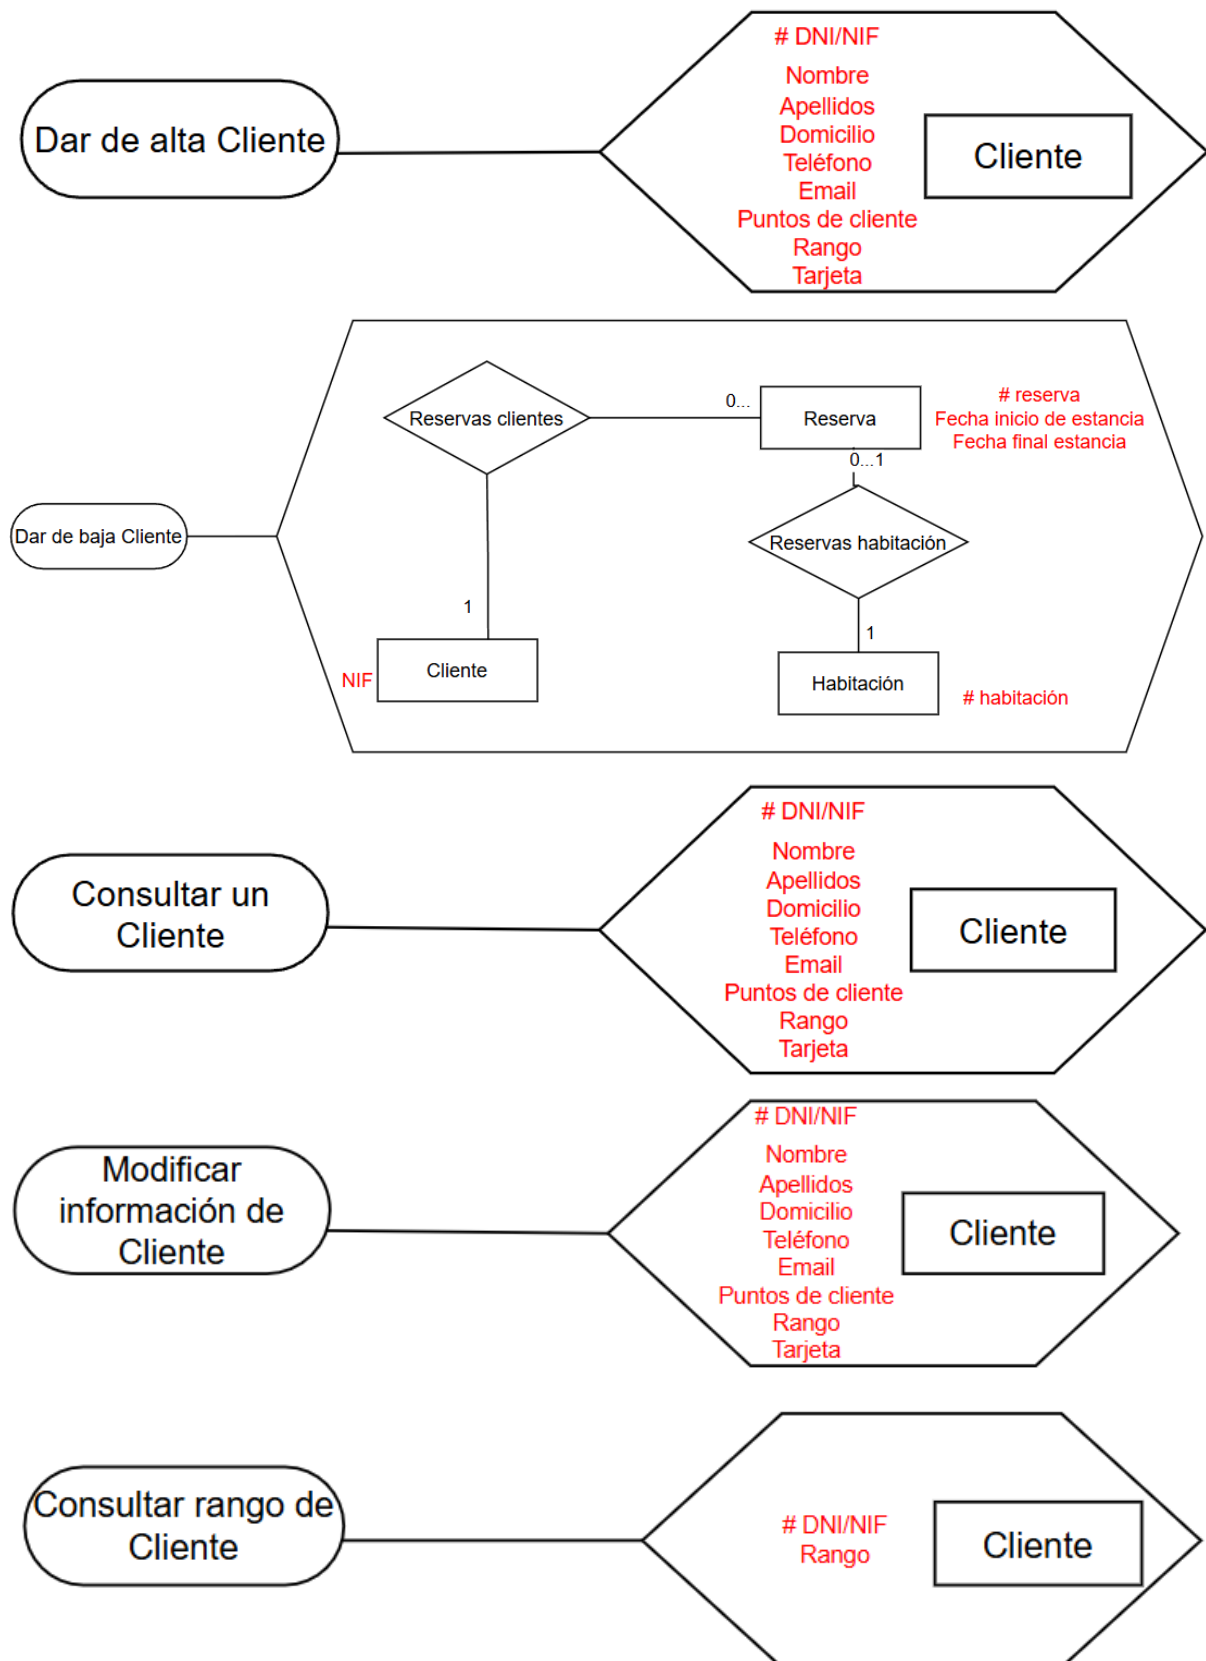 Dar de alta Cliente
# DNI/NIF
Nombre
Apellidos
Domicilio
Teléfono
Email
Puntos de cliente
Rango
Tarjeta
Cliente
Dar de baja Cliente
Reservas clientes
0...
Reserva
# reserva
Fecha inicio de estancia
Fecha final estancia
0...1
Reservas habitación
1
1
NIF
Cliente
Habitación
# habitación
Consultar un
Cliente
# DNI/NIF
Nombre
Apellidos
Domicilio
Teléfono
Email
Puntos de cliente
Rango
Tarjeta
Cliente
Modificar
información de
Cliente
# DNI/NIF
Nombre
Apellidos
Domicilio
Teléfono
Email
Puntos de cliente
Rango
Tarjeta
Cliente
Consultar rango de
Cliente
# DNI/NIF
Rango
Cliente